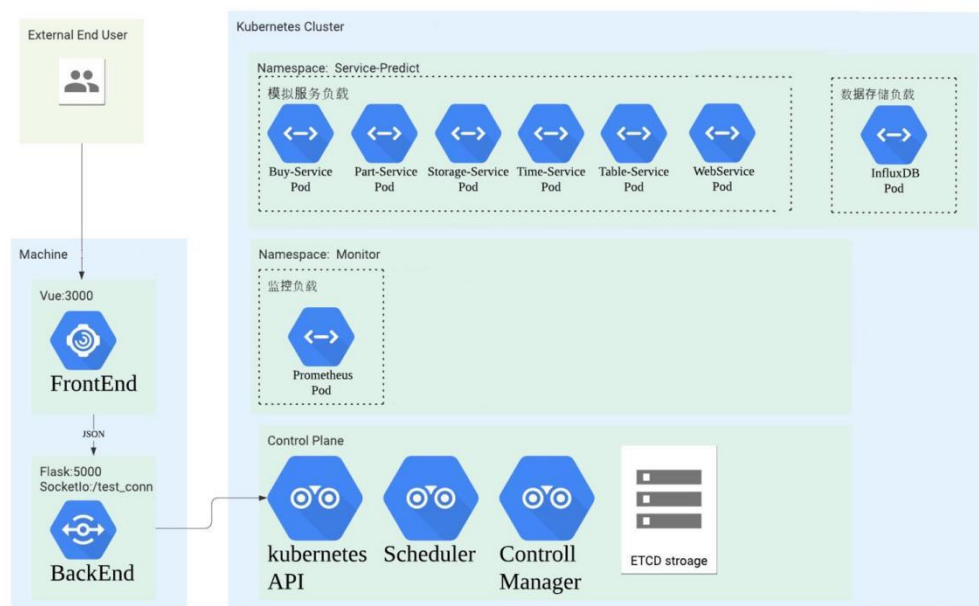 External End User
Kubernetes Cluster
Namespace: Service-Predict
模拟服务负载
Buy-Service
Pod
Part-Service
Pod
Storage-Service
Pod
Time-Service
Pod
Table-Service
Pod
WebService
Pod
数据存储负载
InfluxDB
Pod
Machine
Vue:3000
FrontEnd
JSON
Flask:5000
SocketIo:/test_conn
BackEnd
Namespace: Monitor
监控负载
Prometheus
Pod
Control Plane
kubernetes
API
Scheduler
Controll
Manager
ETCD stroage